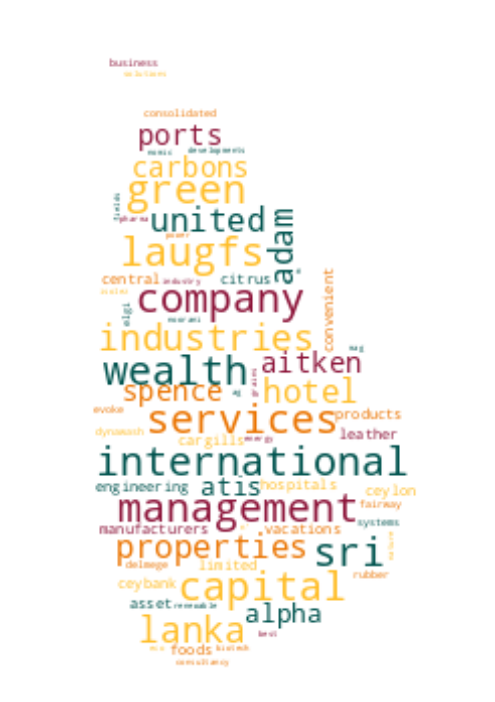 business
solutions
consolidated
ports
developments
carbons
green
fields
pharma
united
adam
power
laugfs
central industry citrus
convenient
company
elgi
industries
wealth aitken
spence hotel
grains
evoke
services products
dynawash cargills energy leather
international
engineering atis hospitals ceylon
management fairway
manufacturers vacations systems
properties sri
delmege limited rubber
ceybank capital
asset renewable alpha
lanka best
foods biotech
consultancy